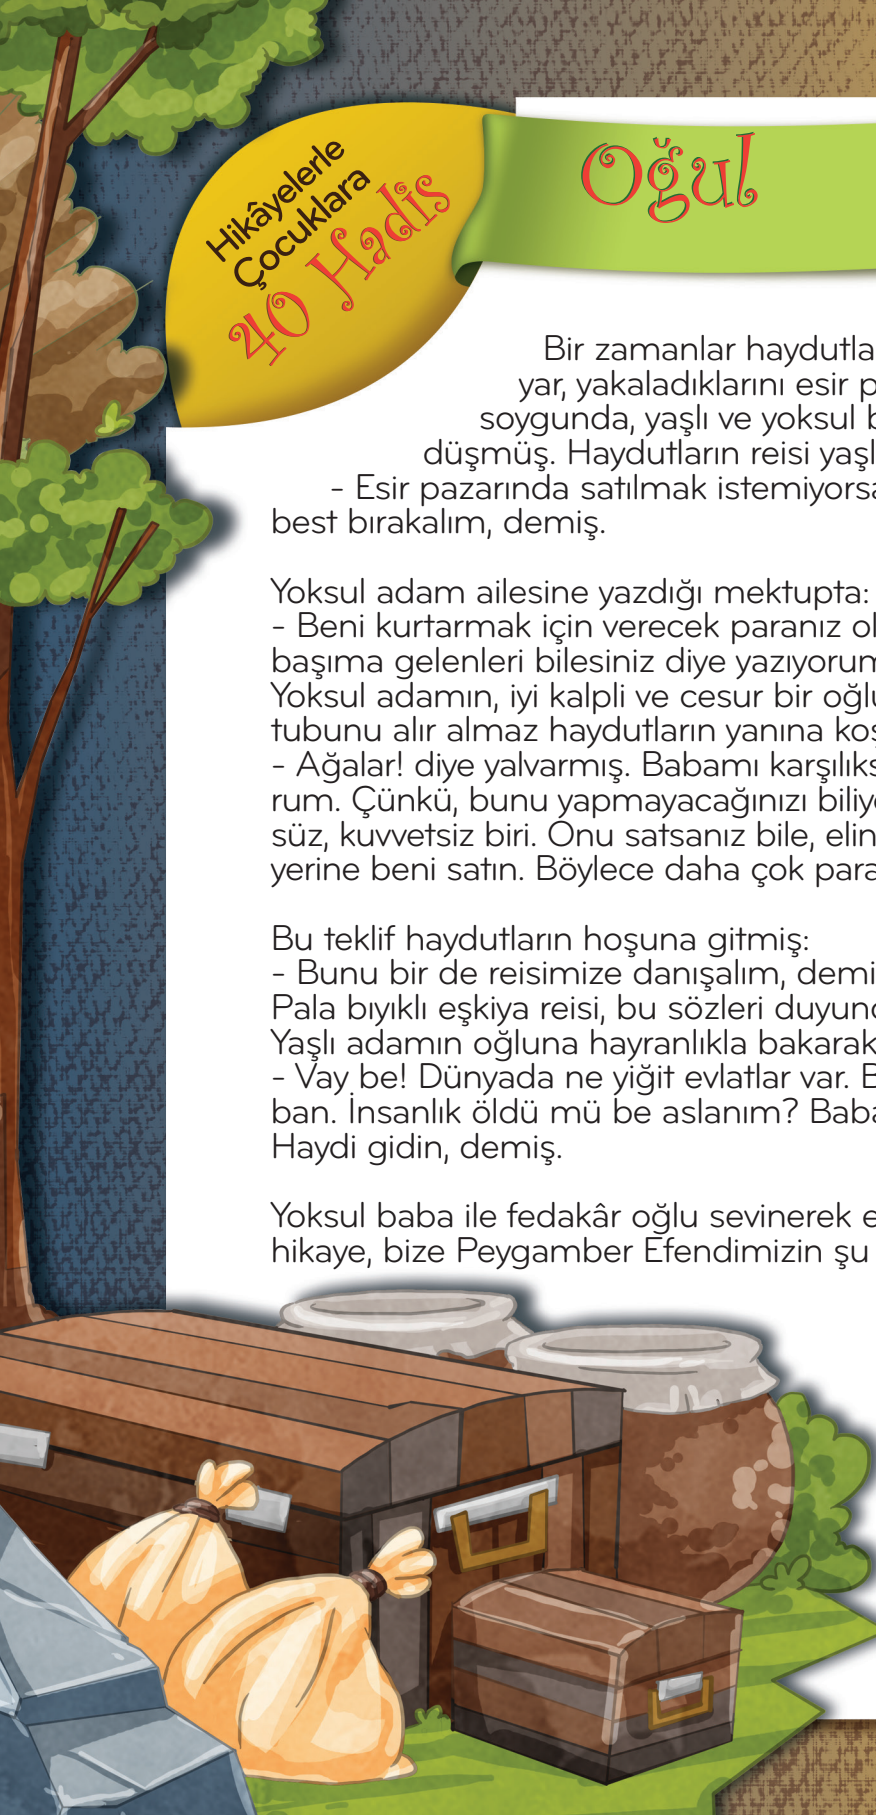 Hikâyelerle
Çocuklara
40 Hadis
Oğul
Bir zamanlar haydutla
yar, yakaladıklarını esir p
soygunda, yaşlı ve yoksul b
düşmüş. Haydutların reisi yaşl
- Esir pazarında satılmak istemiyorsa
best bırakalım, demiş.
Yoksul adam ailesine yazdığı mektupta:
- Beni kurtarmak için verecek paranız ol
başıma gelenleri bilesiniz diye yazıyorum
Yoksul adamın, iyi kalpli ve cesur bir oğlu
tubunu alır almaz haydutların yanına koş
- Ağalar! diye yalvarmış. Babamı karşılıks
rum. Çünkü, bunu yapmayacağınızı biliyo
süz, kuvvetsiz biri. Onu satsanız bile, elin
yerine beni satın. Böylece daha çok para
Bu teklif haydutların hoşuna gitmiş:
- Bunu bir de reisimize danışalım, demi
Pala bıyıklı eşkiya reisi, bu sözleri duyunc
Yaşlı adamın oğluna hayranlıkla bakarak
- Vay be! Dünyada ne yiğit evlatlar var. B
ban. İnsanlık öldü mü be aslanım? Baba
Haydi gidin, demiş.
Yoksul baba ile fedakâr oğlu sevinerek e
hikaye, bize Peygamber Efendimizin şu